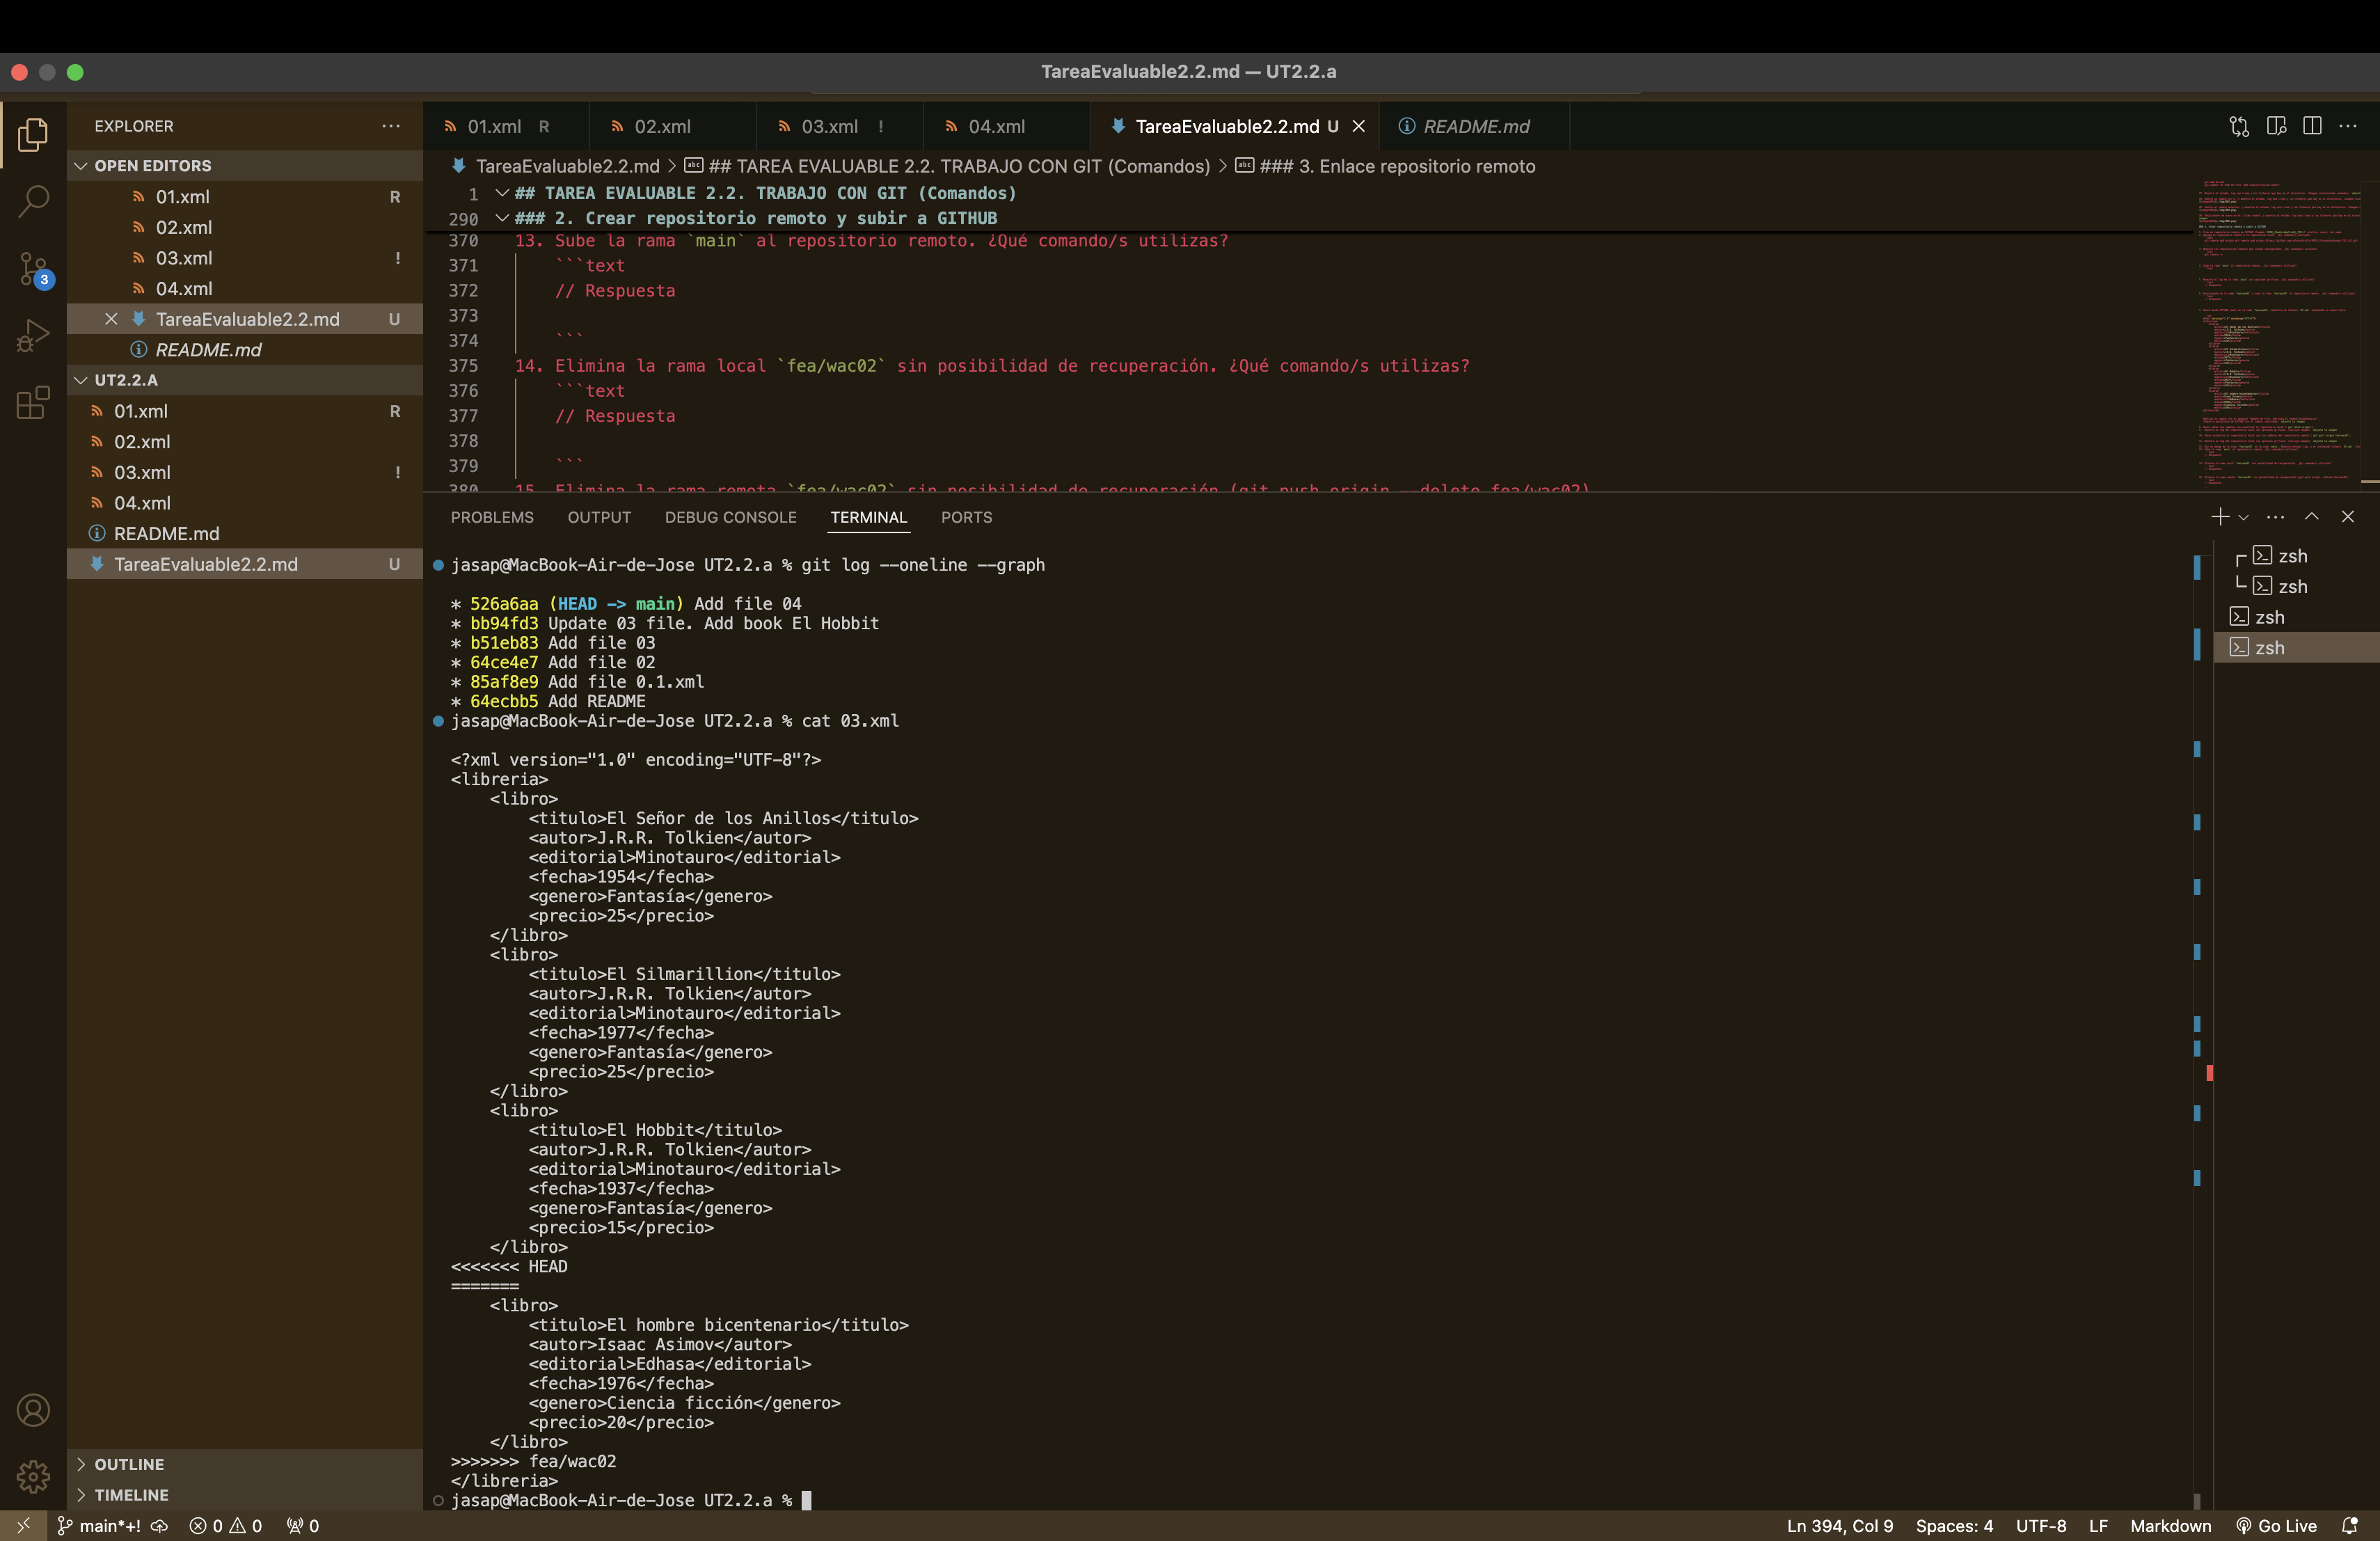 TareaEvaluable2.2.md — UT2.2.a
EXPLORER
OPEN EDITORS
01.xml R
02.xml
03.xml !
04.xml
TareaEvaluable2.2.md U
README.md
UT2.2.A
01.xml R
02.xml
03.xml !
04.xml
README.md
TareaEvaluable2.2.md U
OUTLINE
TIMELINE
3
01.xml R 02.xml 03.xml ! 04.xml TareaEvaluable2.2.md U README.md
TareaEvaluable2.2.md > ## TAREA EVALUABLE 2.2. TRABAJO CON GIT (Comandos) > ### 3. Enlace repositorio remoto
1 ## TAREA EVALUABLE 2.2. TRABAJO CON GIT (Comandos)
290 ### 2. Crear repositorio remoto y subir a GITHUB
370 13. Sube la rama `main` al repositorio remoto. ¿Qué comando/s utilizas?
371 ```text
372 // Respuesta
373
374 ```
375 14. Elimina la rama local `fea/wac02` sin posibilidad de recuperación. ¿Qué comando/s utilizas?
376 ```text
377 // Respuesta
378
379 ```
380 15. Elimina la rama remota `fea/wac02` sin posibilidad de recuperación (git push origin --delete fea/wac02)
PROBLEMS OUTPUT DEBUG CONSOLE TERMINAL PORTS
jasap@MacBook-Air-de-Jose UT2.2.a % git log --oneline --graph
* 526a6aa (HEAD -> main) Add file 04
* bb94fd3 Update 03 file. Add book El Hobbit
* b51eb83 Add file 03
* 64ce4e7 Add file 02
* 85af8e9 Add file 0.1.xml
* 64ecbb5 Add README
jasap@MacBook-Air-de-Jose UT2.2.a % cat 03.xml
<?xml version="1.0" encoding="UTF-8"?>
<libreria>
<libro>
<titulo>El Señor de los Anillos</titulo>
<autor>J.R.R. Tolkien</autor>
<editorial>Minotauro</editorial>
<fecha>1954</fecha>
<genero>Fantasía</genero>
<precio>25</precio>
</libro>
<libro>
<titulo>El Silmarillion</titulo>
<autor>J.R.R. Tolkien</autor>
<editorial>Minotauro</editorial>
<fecha>1977</fecha>
<genero>Fantasía</genero>
<precio>25</precio>
</libro>
<libro>
<titulo>El Hobbit</titulo>
<autor>J.R.R. Tolkien</autor>
<editorial>Minotauro</editorial>
<fecha>1937</fecha>
<genero>Fantasía</genero>
<precio>15</precio>
</libro>
<<<<<<< HEAD
=======
<libro>
<titulo>El hombre bicentenario</titulo>
<autor>Isaac Asimov</autor>
<editorial>Edhasa</editorial>
<fecha>1976</fecha>
<genero>Ciencia ficción</genero>
<precio>20</precio>
</libro>
>>>>>>> fea/wac02
</libreria>
jasap@MacBook-Air-de-Jose UT2.2.a %
zsh
zsh
zsh
zsh
main*+! 0 0 0 Ln 394, Col 9 Spaces: 4 UTF-8 LF Markdown Go Live